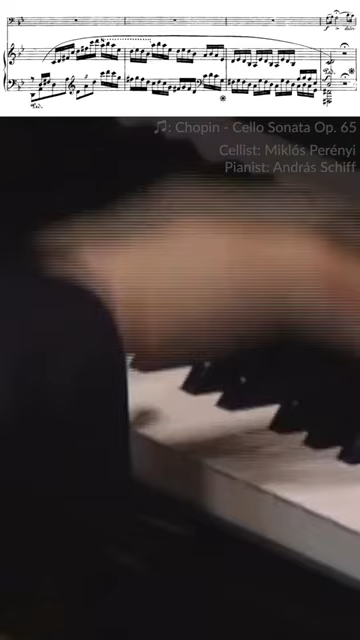 ♫: Chopin - Cello Sonata Op. 65
Cellist: Miklós Perényi
Pianist: András Schiff